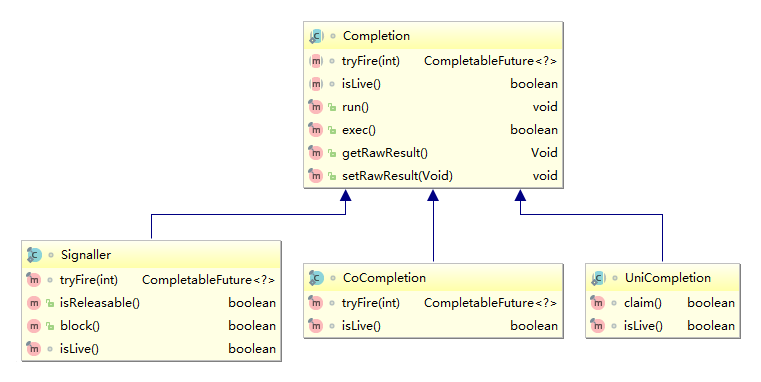 Completion
tryFire(int) CompletableFuture<?>
isLive() boolean
run() void
exec() boolean
getRawResult() Void
setRawResult(Void) void
Signaller
tryFire(int) CompletableFuture<?>
isReleasable() boolean
block() boolean
isLive() boolean
CoCompletion
tryFire(int) CompletableFuture<?>
isLive() boolean
UniCompletion
claim() boolean
isLive() boolean